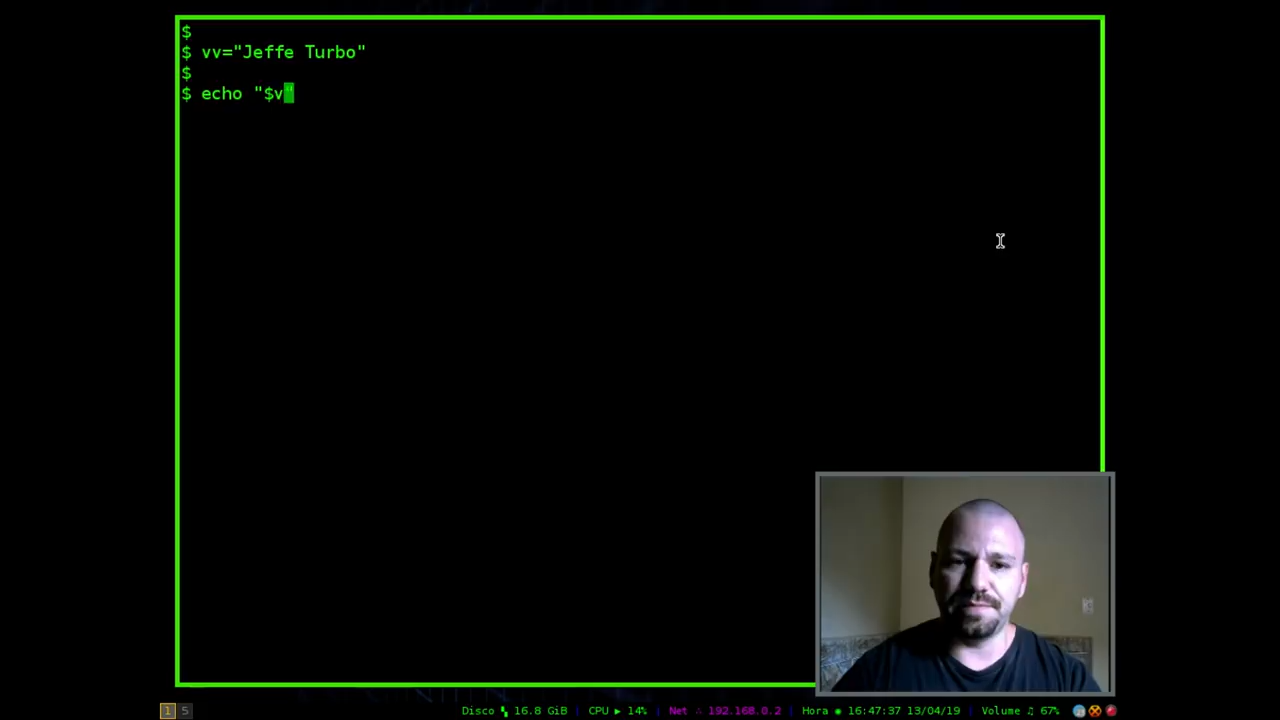 $
$ vv="Jeffe Turbo"
$
$ echo "$v"
1 5 Disco 16.8 GiB | CPU ▶ 14% | Net ∴ 192.168.0.2 | Hora ◉ 16:47:37 13/04/19 | Volume ♫ 67%